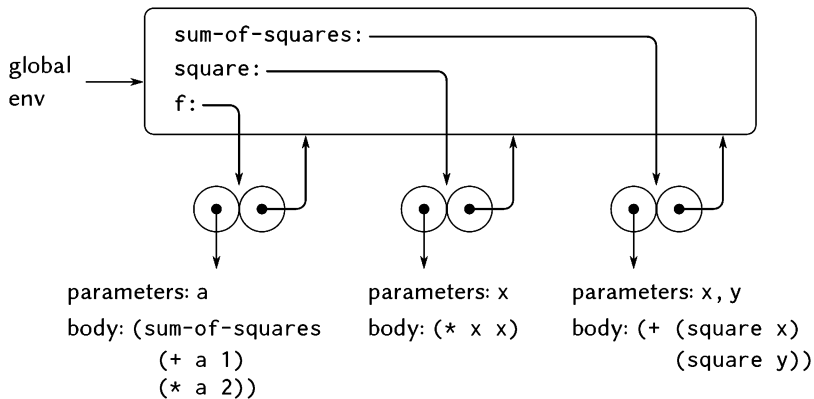 sum-of-squares:
global
env
square:
f:
parameters: a
body: (sum-of-squares
(+ a 1)
(* a 2))
parameters: x
body: (* x x)
parameters: x, y
body: (+ (square x)
(square y))